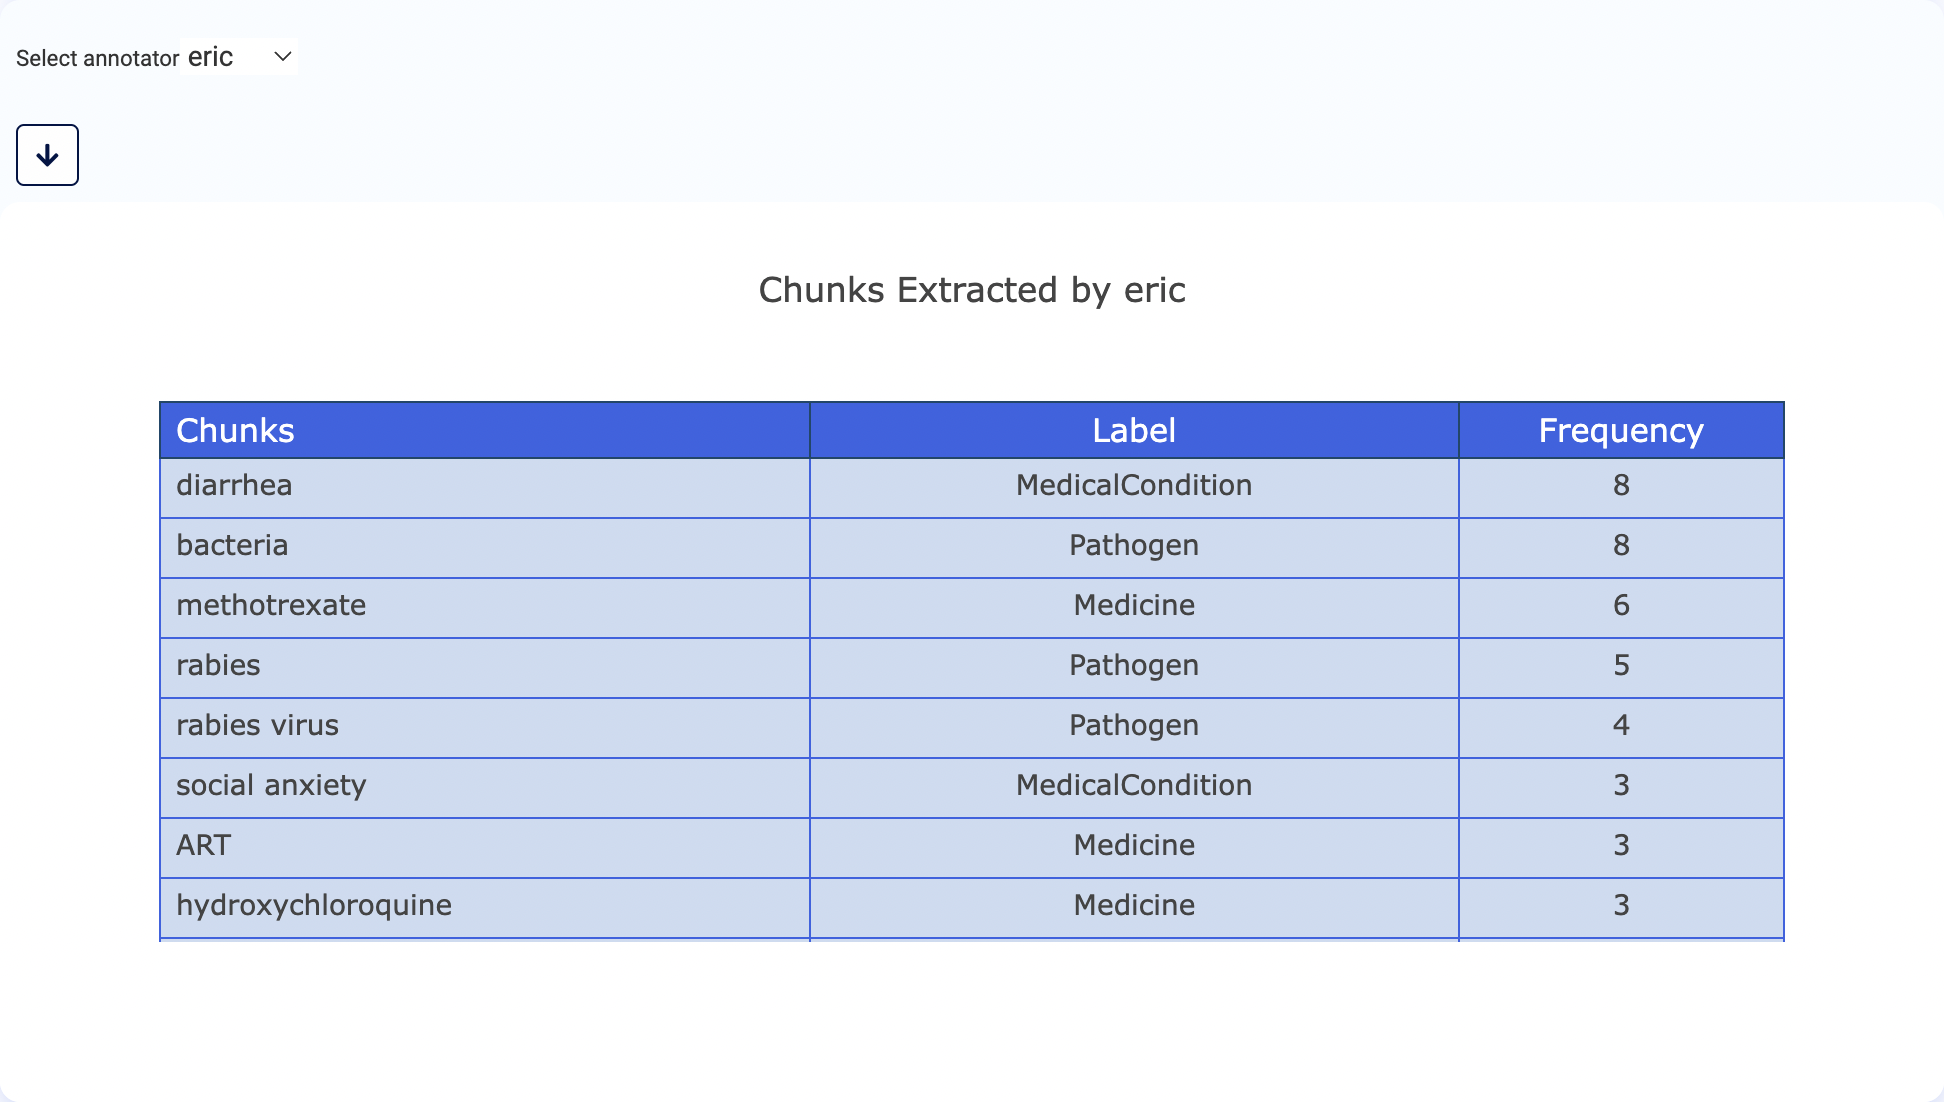 Select annotator eric
Chunks Extracted by eric
Chunks Label Frequency
diarrhea MedicalCondition 8
bacteria Pathogen 8
methotrexate Medicine 6
rabies Pathogen 5
rabies virus Pathogen 4
social anxiety MedicalCondition 3
ART Medicine 3
hydroxychloroquine Medicine 3